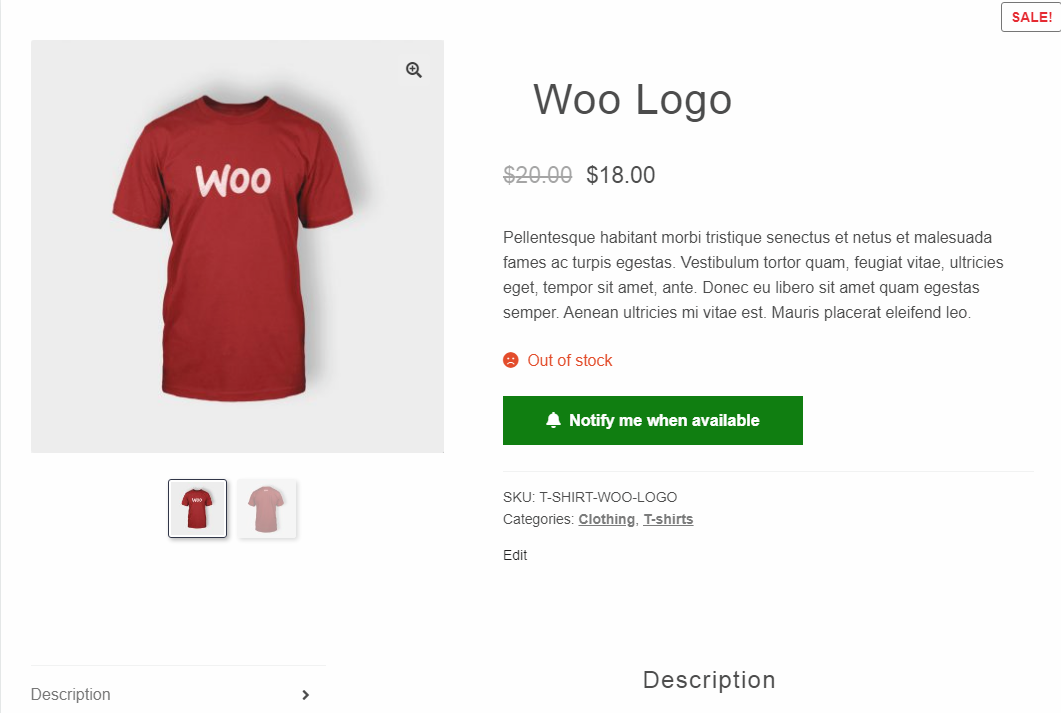 SALE!
Woo
Woo Logo
$20.00 $18.00
Pellentesque habitant morbi tristique senectus et netus et malesuada
fames ac turpis egestas. Vestibulum tortor quam, feugiat vitae, ultricies
eget, tempor sit amet, ante. Donec eu libero sit amet quam egestas
semper. Aenean ultricies mi vitae est. Mauris placerat eleifend leo.
Out of stock
Notify me when available
Woo
SKU: T-SHIRT-WOO-LOGO
Categories: Clothing, T-shirts
Edit
Description
Description